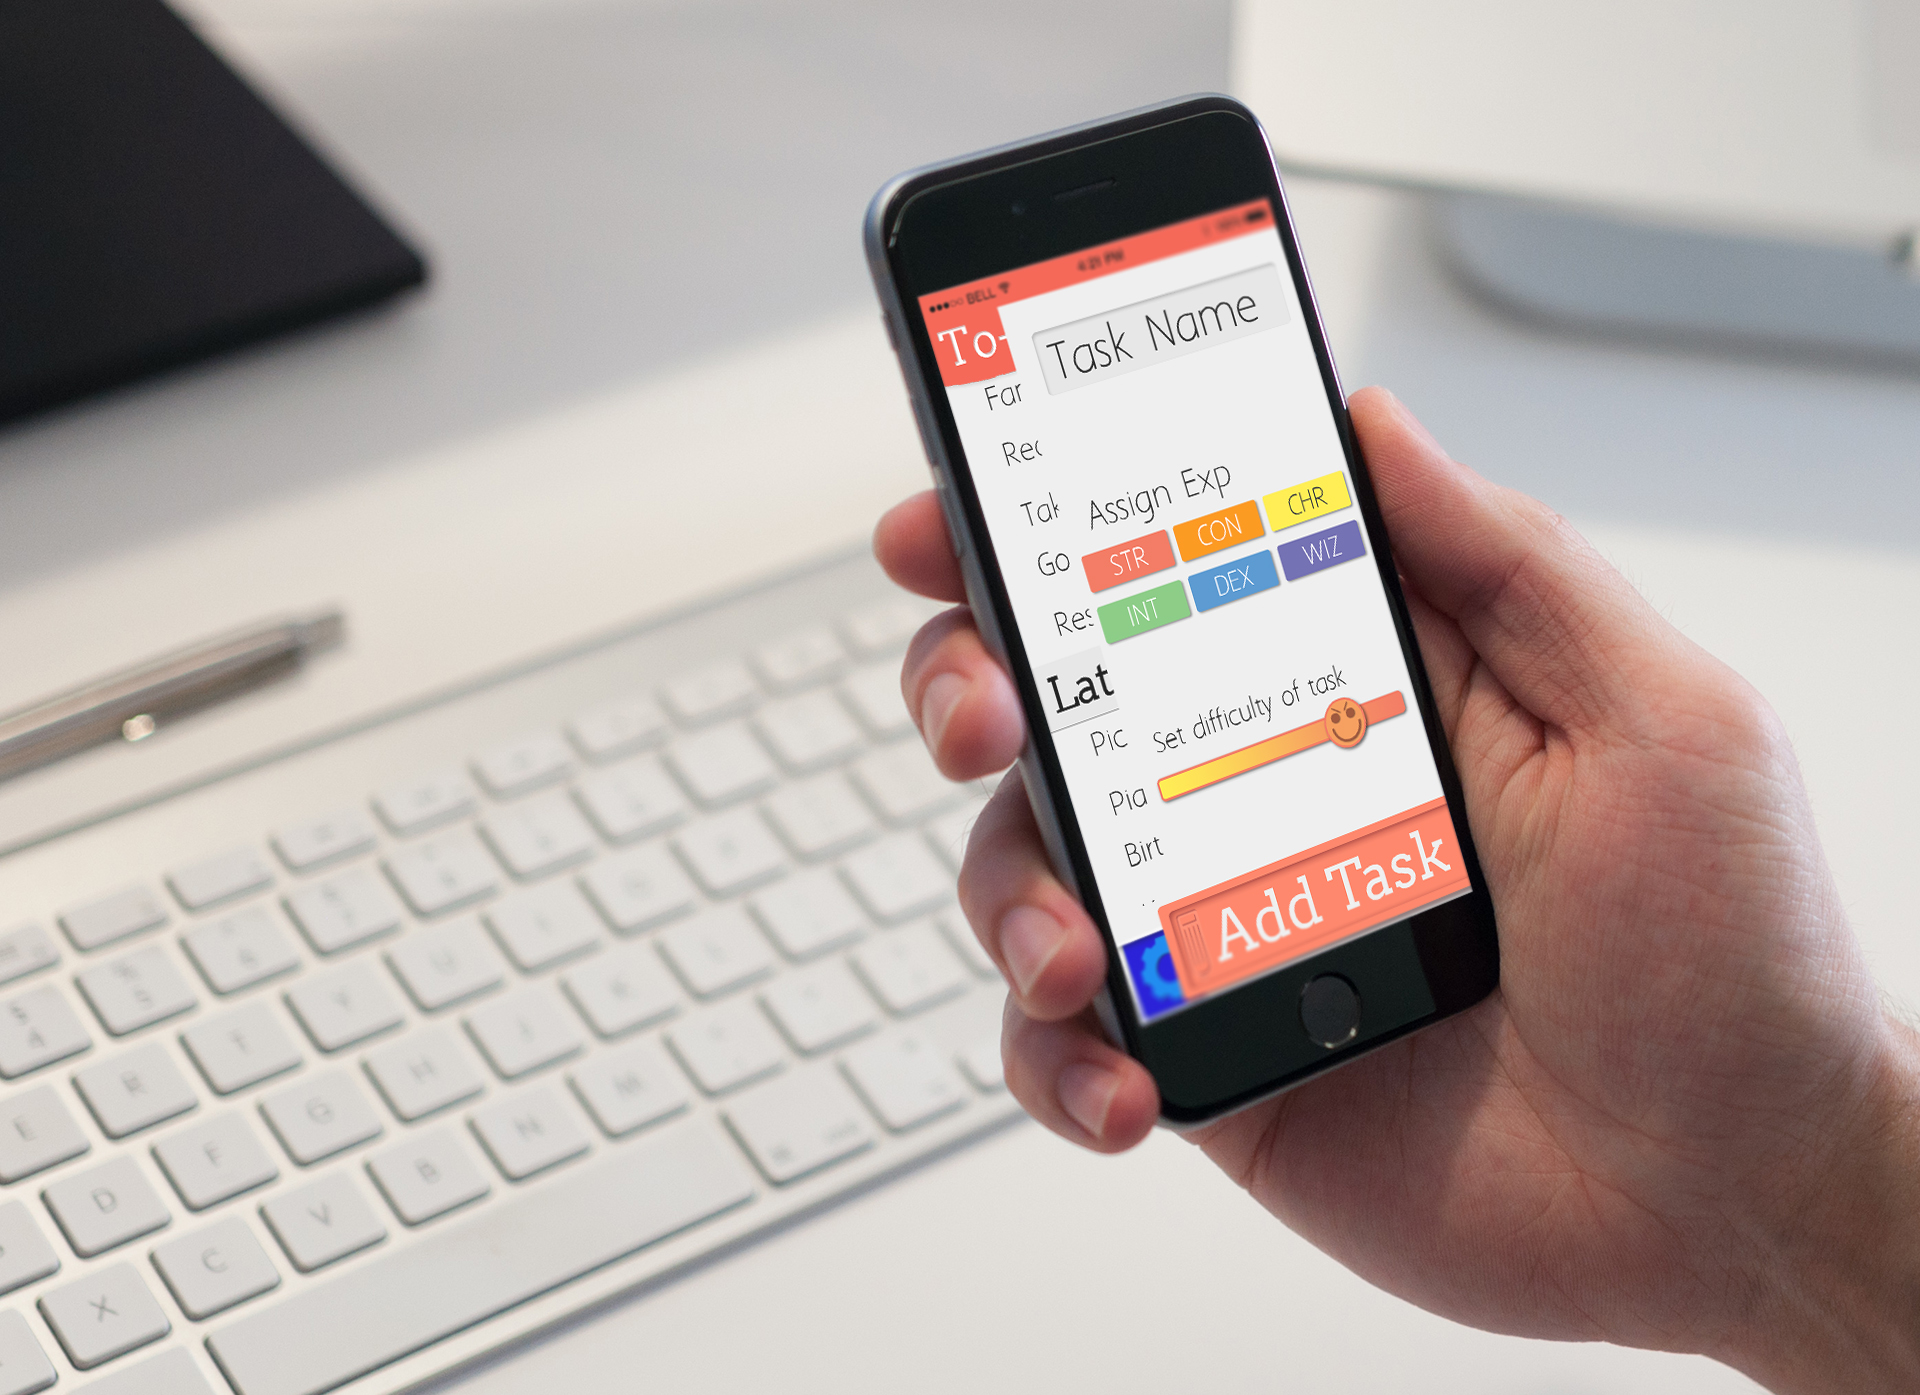 BELL 4:21 PM
To-
Task Name
Far
Rec
Tak
Go
Res
Assign Exp
STR CON CHR
INT DEX WIZ
Lat
Pic
Pia
Birt
Set difficulty of task
Add Task
E R T Y
D F G H J K
X C V B N M